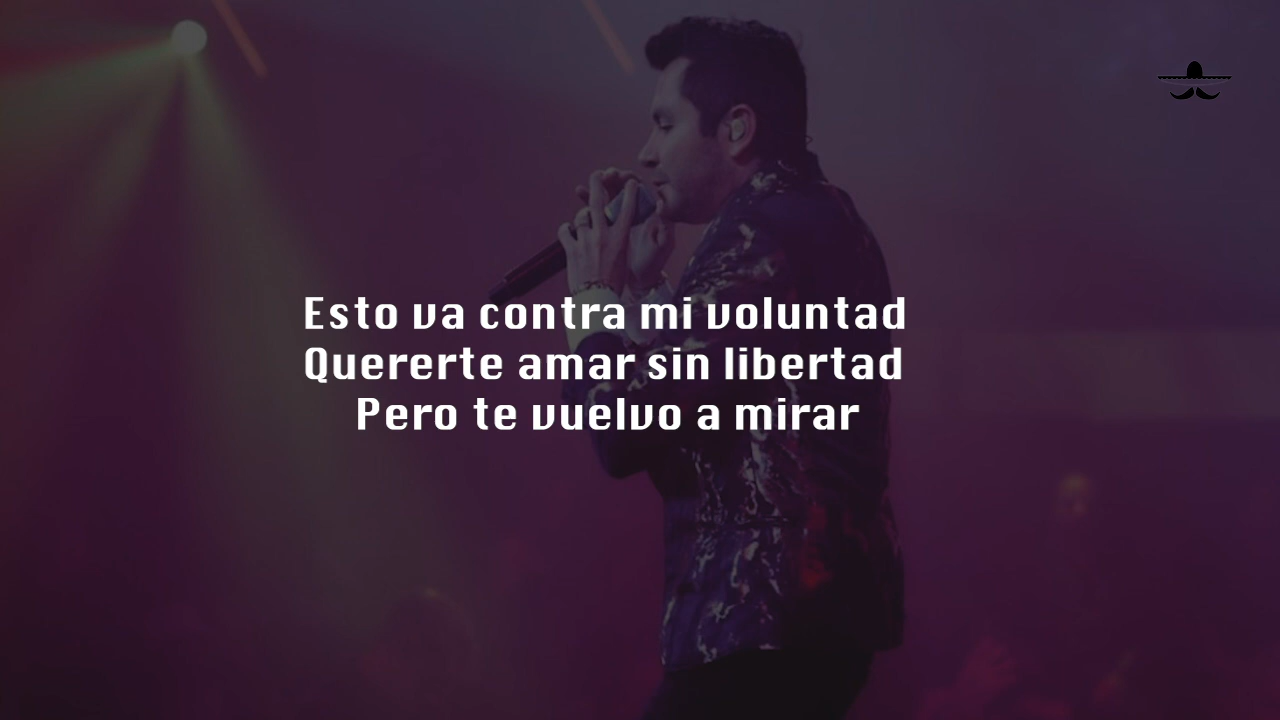 Esto va contra mi voluntad
Quererte amar sin libertad
Pero te vuelvo a mirar